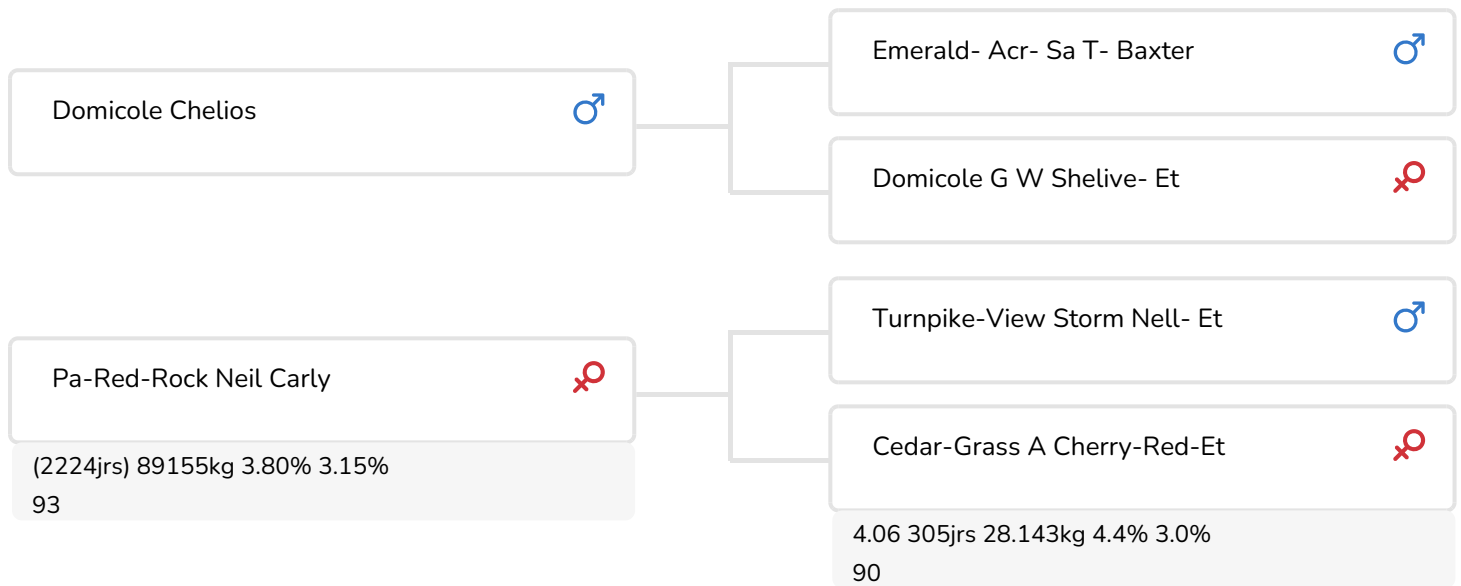 Domicole Chelios
Emerald- Acr- Sa T- Baxter
Domicole G W Shelive- Et
Pa-Red-Rock Neil Carly
(2224jrs) 89155kg 3.80% 3.15%
93
Turnpike-View Storm Nell- Et
Cedar-Grass A Cherry-Red-Et
4.06 305jrs 28.143kg 4.4% 3.0%
90